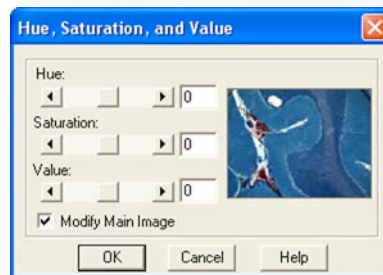 Hue, Saturation, and Value
Hue:
0
Saturation:
0
Value:
0
Modify Main Image
OK Cancel Help